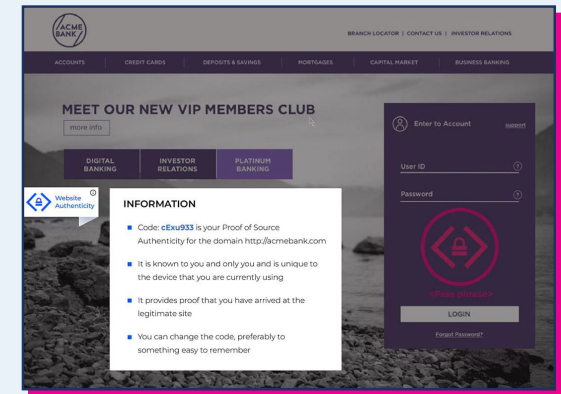 ACME
BANK
BRANCH LOCATOR | CONTACT US | INVESTOR RELATIONS
ACCOUNTS
CREDIT CARDS
DEPOSITS & SAVINGS
MORTGAGES
CAPITAL MARKET
BUSINESS BANKING
MEET OUR NEW VIP MEMBERS CLUB
more info
DIGITAL
BANKING
INVESTOR
RELATIONS
PLATINUM
BANKING
Enter to Account
support
User ID
?
Password
?
LOGIN
Forgot Password?
Website
Authenticity
INFORMATION
Code: cExu933 is your Proof of Source
Authenticity for the domain http://acmebank.com
It is known to you and only you and is unique to
the device that you are currently using
It provides proof that you have arrived at the
legitimate site
You can change the code, preferably to
something easy to remember